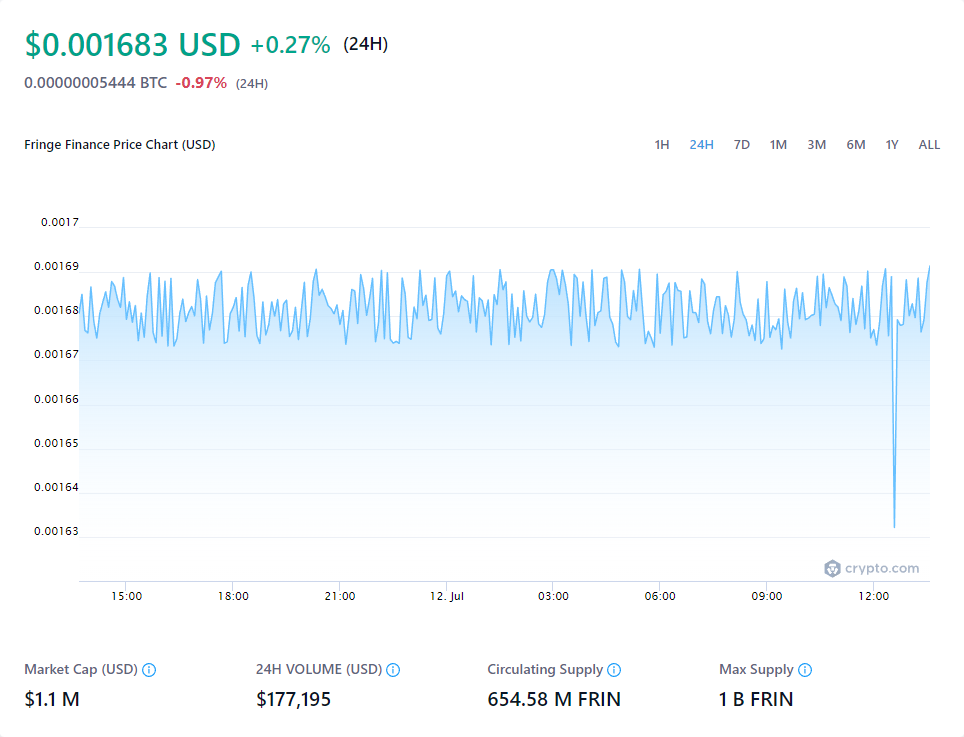 $0.001683 USD +0.27% (24H)
0.00000005444 BTC -0.97% (24H)
Fringe Finance Price Chart (USD) 1H 24H 7D 1M 3M 6M 1Y ALL
0.0017
0.00169
0.00168
0.00167
0.00166
0.00165
0.00164
0.00163
crypto.com
15:00 18:00 21:00 12. Jul 03:00 06:00 09:00 12:00
Market Cap (USD) 24H VOLUME (USD) Circulating Supply Max Supply
$1.1 M $177,195 654.58 M FRIN 1 B FRIN